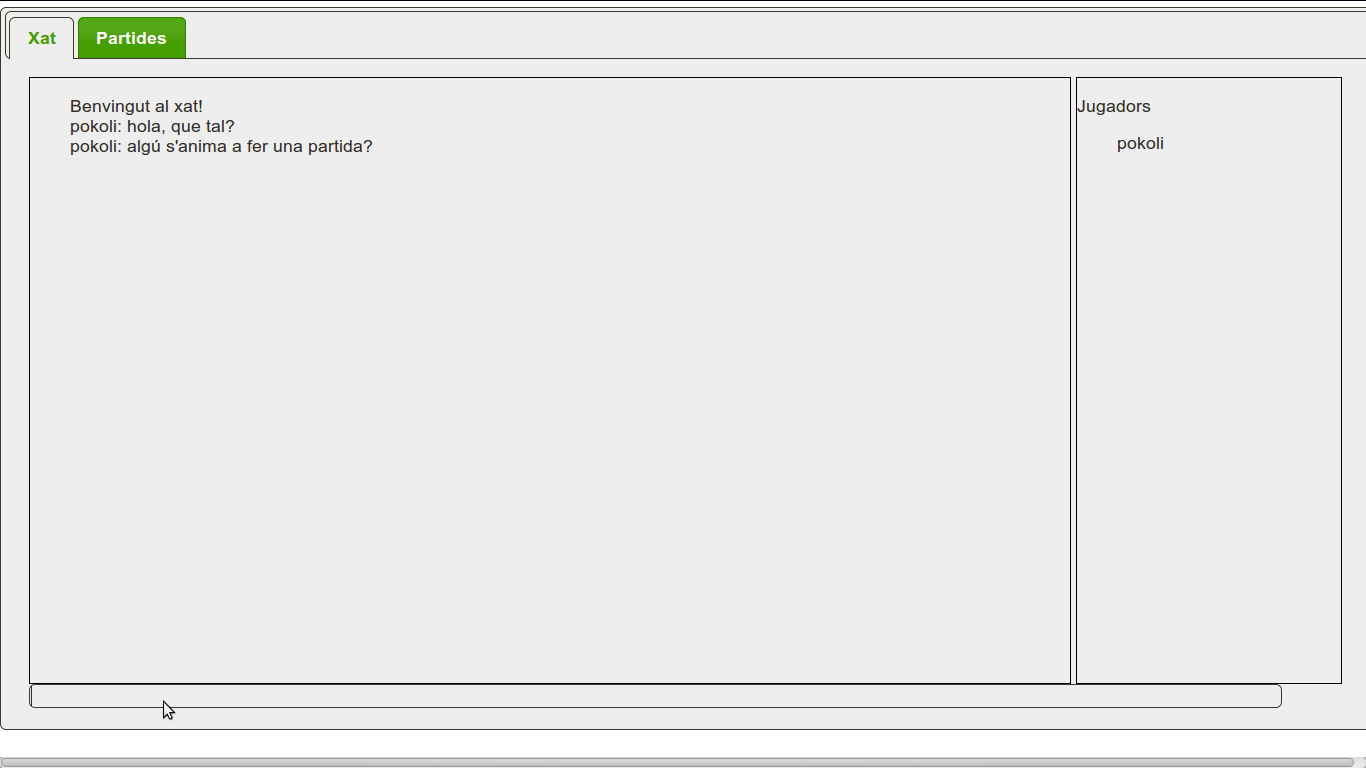 Xat
Partides
Benvingut al xat!
pokoli: hola, que tal?
pokoli: algú s'anima a fer una partida?
Jugadors
pokoli